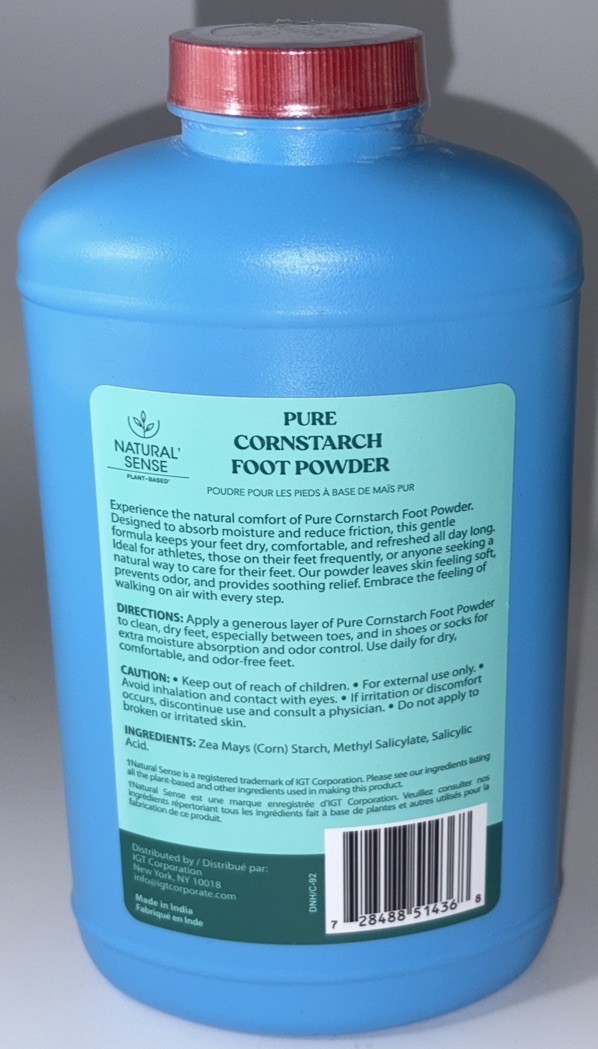 NATURAL'
SENSE
PLANT-BASED†
PURE
CORNSTARCH
FOOT POWDER
POUDRE POUR LES PIEDS À BASE DE MAÏS PUR
Experience the natural comfort of Pure Cornstarch Foot Powder.
Designed to absorb moisture and reduce friction, this gentle
formula keeps your feet dry, comfortable, and refreshed all day long.
Ideal for athletes, those on their feet frequently, or anyone seeking a
natural way to care for their feet. Our powder leaves skin feeling soft,
prevents odor, and provides soothing relief. Embrace the feeling of
walking on air with every step.
DIRECTIONS: Apply a generous layer of Pure Cornstarch Foot Powder
to clean, dry feet, especially between toes, and in shoes or socks for
extra moisture absorption and odor control. Use daily for dry,
comfortable, and odor-free feet.
CAUTION: • Keep out of reach of children. • For external use only. •
Avoid inhalation and contact with eyes. • If irritation or discomfort
occurs, discontinue use and consult a physician. • Do not apply to
broken or irritated skin.
INGREDIENTS: Zea Mays (Corn) Starch, Methyl Salicylate, Salicylic
Acid.
†Natural Sense is a registered trademark of IGT Corporation. Please see our ingredients listing
all the plant-based and other ingredients used in making this product.
†Natural Sense est une marque enregistrée d'IGT Corporation. Veuillez consulter nos
ingrédients répertoriant tous les ingrédients fait à base de plantes et autres utilisés pour la
fabrication de ce produit.
Distributed by / Distribué par:
IGT Corporation
New York, NY 10018
info@igtcorporate.com
Made in India
Fabriqué en Inde
DNH/C-92
7 28488 51436 8